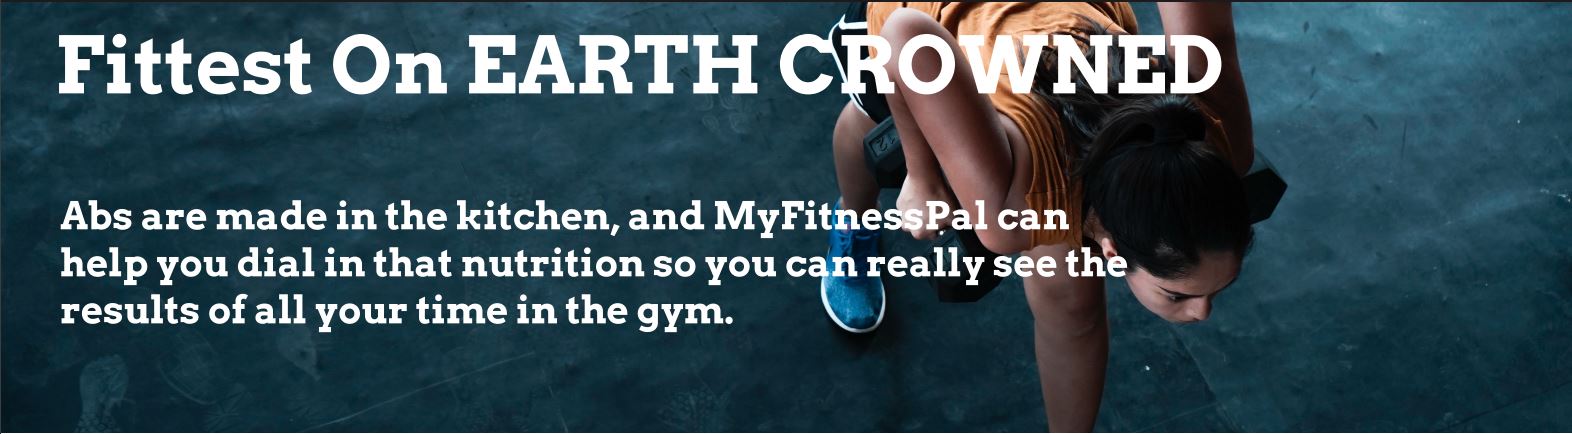 Fittest On EARTH CROWNED
Abs are made in the kitchen, and MyFitnessPal can
help you dial in that nutrition so you can really see the
results of all your time in the gym.
12